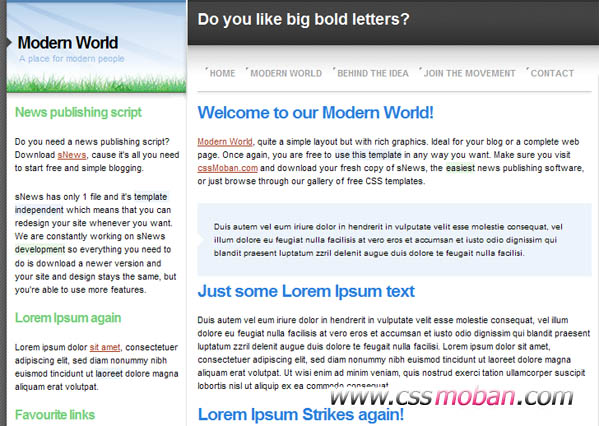 Modern World
A place for modern people
News publishing script
Do you need a news publishing script?
Download sNews, cause it's all you need
to start free and simple blogging.
sNews has only 1 file and it's template
independent which means that you can
redesign your site whenever you want.
We are constantly working on sNews
development so everything you need to
do is download a newer version and
your site and design stays the same, but
you're able to use more features.
Lorem Ipsum again
Lorem ipsum dolor sit amet, consectetuer
adipiscing elit, sed diam nonummy nibh
euismod tincidunt ut laoreet dolore magna
aliquam erat volutpat.
Favourite links
Do you like big bold letters?
HOME
MODERN WORLD
BEHIND THE IDEA
JOIN THE MOVEMENT
CONTACT
Welcome to our Modern World!
Modern World, quite a simple layout but with rich graphics. Ideal for your blog or a complete web
page. Once again, you are free to use this template in any way you want. Make sure you visit
cssMoban.com and download your fresh copy of sNews, the easiest news publishing software,
or just browse through our gallery of free CSS templates.
Duis autem vel eum iriure dolor in hendrerit in vulputate velit esse molestie consequat, vel
illum dolore eu feugiat nulla facilisis at vero eros et accumsan et iusto odio dignissim qui
blandit praesent luptatum zzril delenit augue duis dolore te feugait nulla facilisi.
Just some Lorem Ipsum text
Duis autem vel eum iriure dolor in hendrerit in vulputate velit esse molestie consequat, vel illum
dolore eu feugiat nulla facilisis at vero eros et accumsan et iusto odio dignissim qui blandit praesent
luptatum zzril delenit augue duis dolore te feugait nulla facilisi. Lorem ipsum dolor sit amet,
consectetuer adipiscing elit, sed diam nonummy nibh euismod tincidunt ut laoreet dolore magna
aliquam erat volutpat. Ut wisi enim ad minim veniam, quis nostrud exerci tation ullamcorper suscipit
lobortis nisl ut aliquip ex ea commodo consequat.
www.cssmoban.com
Lorem Ipsum Strikes again!